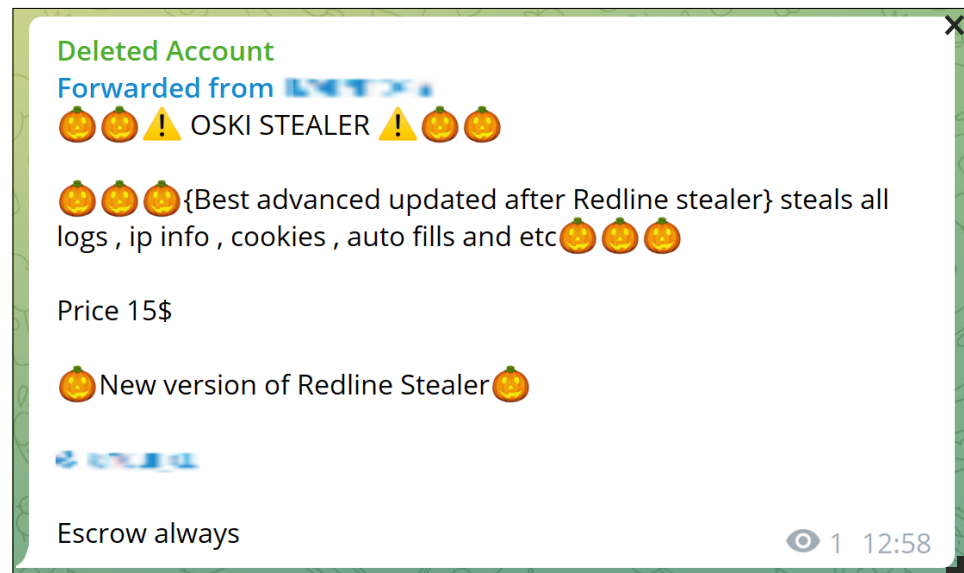 Deleted Account
Forwarded from
🎃🎃⚠️ OSKI STEALER ⚠️🎃🎃
🎃🎃🎃{Best advanced updated after Redline stealer} steals all
logs , ip info , cookies , auto fills and etc🎃🎃🎃
Price 15$
🎃New version of Redline Stealer🎃
Escrow always
1 12:58